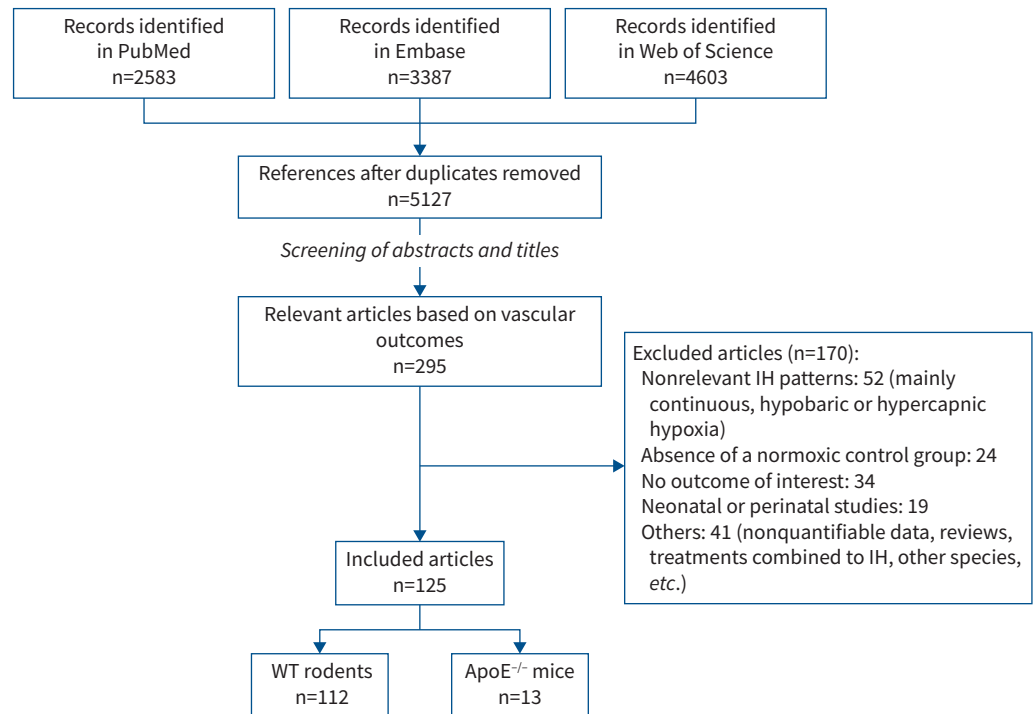 Records identified
in PubMed
n=2583
Records identified
in Embase
n=3387
Records identified
in Web of Science
n=4603
References after duplicates removed
n=5127
Screening of abstracts and titles
Relevant articles based on vascular
outcomes
n=295
Excluded articles (n=170):
Nonrelevant IH patterns: 52 (mainly
continuous, hypobaric or hypercapnic
hypoxia)
Absence of a normoxic control group: 24
No outcome of interest: 34
Neonatal or perinatal studies: 19
Others: 41 (nonquantifiable data, reviews,
treatments combined to IH, other species,
etc.)
Included articles
n=125
WT rodents
n=112
ApoE⁻/⁻ mice
n=13